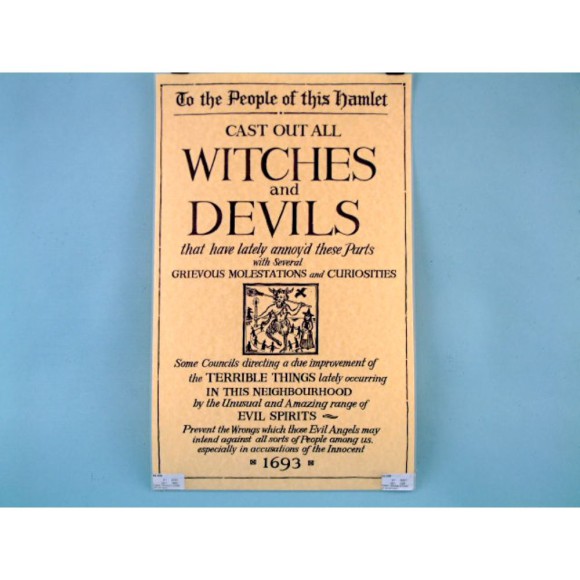 To the People of this Hamlet
CAST OUT ALL
WITCHES
and
DEVILS
that have lately annoy'd these Parts
with Several
GRIEVOUS MOLESTATIONS and CURIOSITIES
Some Councils directing a due improvement of
the TERRIBLE THINGS lately occurring
IN THIS NEIGHBOURHOOD
by the Unusual and Amazing range of
EVIL SPIRITS
Prevent the Wrongs which those Evil Angels may
intend against all sorts of People among us,
especially in accusations of the Innocent
1693